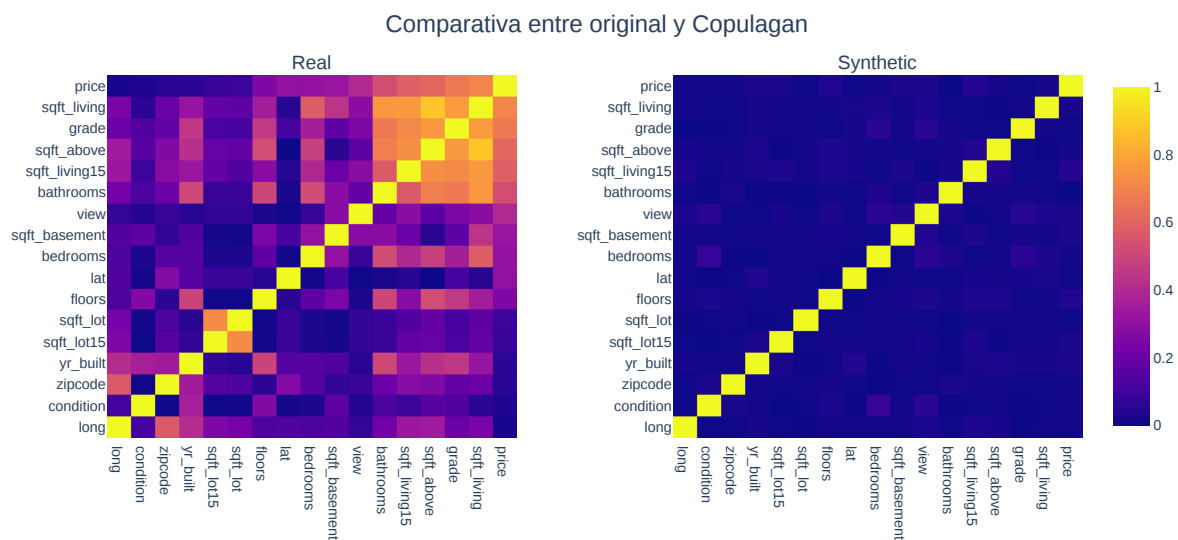 Comparativa entre original y Copulagan
Real
Synthetic
price
sqft_living
grade
sqft_above
sqft_living15
bathrooms
view
sqft_basement
bedrooms
lat
floors
sqft_lot
sqft_lot15
yr_built
zipcode
condition
long
long
condition
zipcode
yr_built
sqft_lot15
sqft_lot
floors
lat
bedrooms
sqft_basement
view
bathrooms
sqft_living15
sqft_above
grade
sqft_living
price
price
sqft_living
grade
sqft_above
sqft_living15
bathrooms
view
sqft_basement
bedrooms
lat
floors
sqft_lot
sqft_lot15
yr_built
zipcode
condition
long
long
condition
zipcode
yr_built
sqft_lot15
sqft_lot
floors
lat
bedrooms
sqft_basement
view
bathrooms
sqft_living15
sqft_above
grade
sqft_living
price
1
0.8
0.6
0.4
0.2
0